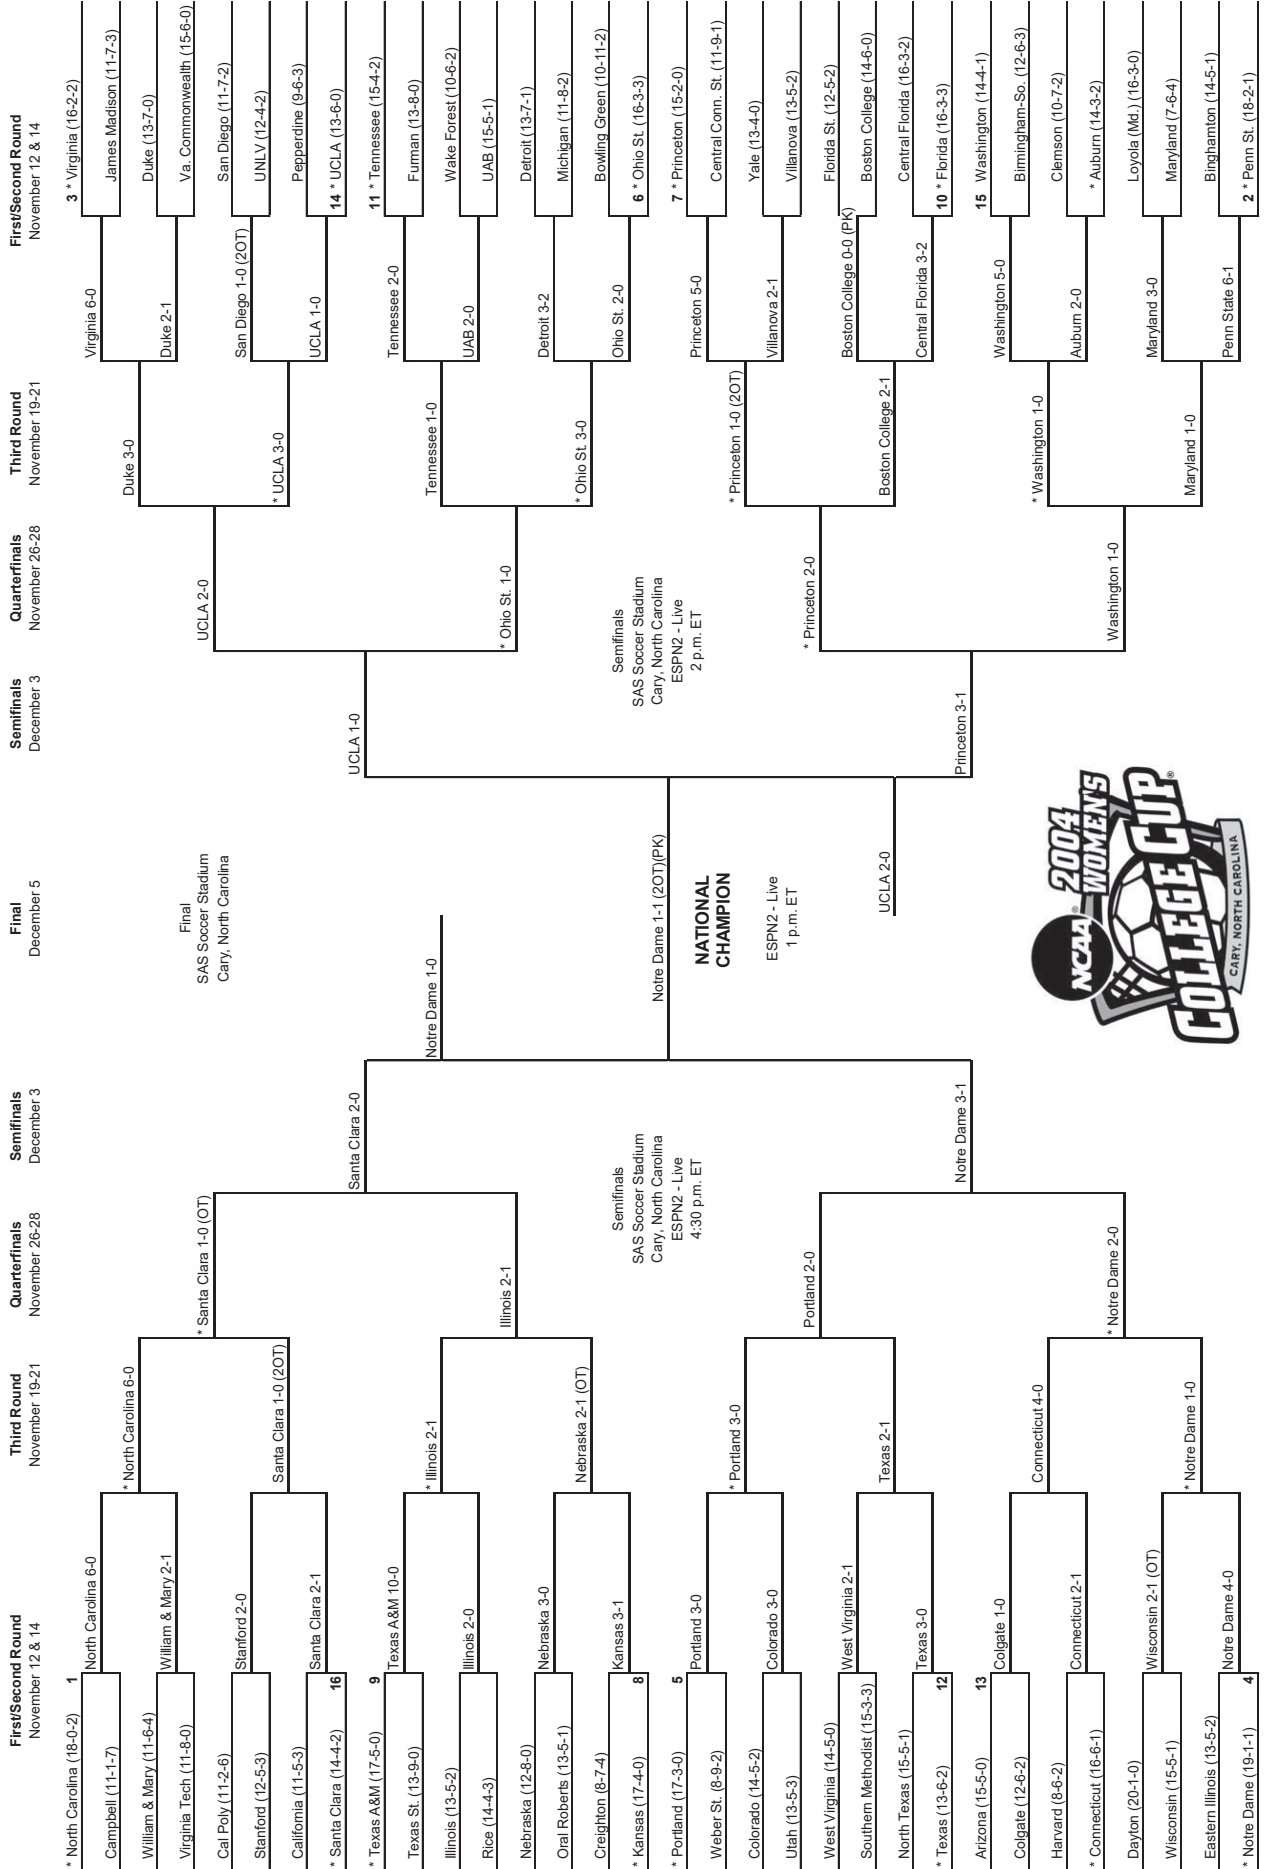 First/Second Round
November 12 & 14
Third Round
November 19-21
Quarterfinals
November 26-28
Semifinals
December 3
Final
December 5
Semifinals
December 3
Quarterfinals
November 26-28
Third Round
November 19-21
First/Second Round
November 12 & 14
* North Carolina (18-0-2) 1
Campbell (11-1-7)
William & Mary (11-6-4)
Virginia Tech (11-8-0)
Cal Poly (11-2-6)
Stanford (12-5-3)
California (11-5-3)
* Santa Clara (14-4-2) 16
* Texas A&M (17-5-0) 9
Texas St. (13-9-0)
Illinois (13-5-2)
Rice (14-4-3)
Nebraska (12-8-0)
Oral Roberts (13-5-1)
Creighton (8-7-4)
* Kansas (17-4-0) 8
* Portland (17-3-0) 5
Weber St. (8-9-2)
Colorado (14-5-2)
Utah (13-5-3)
West Virginia (14-5-0)
Southern Methodist (15-3-3)
North Texas (15-5-1)
* Texas (13-6-2) 12
Arizona (15-5-0) 13
Colgate (12-6-2)
Harvard (8-6-2)
* Connecticut (16-6-1)
Dayton (20-1-0)
Wisconsin (15-5-1)
Eastern Illinois (13-5-2)
* Notre Dame (19-1-1) 4
North Carolina 6-0
William & Mary 2-1
Stanford 2-0
Santa Clara 2-1
Texas A&M 10-0
Illinois 2-0
Nebraska 3-0
Kansas 3-1
Portland 3-0
Colorado 3-0
West Virginia 2-1
Texas 3-0
Colgate 1-0
Connecticut 2-1
Wisconsin 2-1 (OT)
Notre Dame 4-0
* North Carolina 6-0
Santa Clara 1-0 (2OT)
* Illinois 2-1
Nebraska 2-1 (OT)
* Portland 3-0
Texas 2-1
Connecticut 4-0
* Notre Dame 1-0
* Santa Clara 1-0 (OT)
Illinois 2-1
Portland 2-0
* Notre Dame 2-0
Santa Clara 2-0
Notre Dame 3-1
Semifinals
SAS Soccer Stadium
Cary, North Carolina
ESPN2 - Live
4:30 p.m. ET
Notre Dame 1-0
Final
SAS Soccer Stadium
Cary, North Carolina
Notre Dame 1-1 (2OT)(PK)
NATIONAL
CHAMPION
ESPN2 - Live
1 p.m. ET
UCLA 2-0
NCAA®
2004
WOMEN'S
COLLEGE CUP®
CARY, NORTH CAROLINA
UCLA 1-0
Princeton 3-1
Semifinals
SAS Soccer Stadium
Cary, North Carolina
ESPN2 - Live
2 p.m. ET
UCLA 2-0
* Ohio St. 1-0
* Princeton 2-0
Washington 1-0
Duke 3-0
* UCLA 3-0
Tennessee 1-0
* Ohio St. 3-0
* Princeton 1-0 (2OT)
Boston College 2-1
* Washington 1-0
Maryland 1-0
Virginia 6-0
Duke 2-1
San Diego 1-0 (2OT)
UCLA 1-0
Tennessee 2-0
UAB 2-0
Detroit 3-2
Ohio St. 2-0
Princeton 5-0
Villanova 2-1
Boston College 0-0 (PK)
Central Florida 3-2
Washington 5-0
Auburn 2-0
Maryland 3-0
Penn State 6-1
3 * Virginia (16-2-2)
James Madison (11-7-3)
Duke (13-7-0)
Va. Commonwealth (15-6-0)
San Diego (11-7-2)
UNLV (12-4-2)
Pepperdine (9-6-3)
14 * UCLA (13-6-0)
11 * Tennessee (15-4-2)
Furman (13-8-0)
Wake Forest (10-6-2)
UAB (15-5-1)
Detroit (13-7-1)
Michigan (11-8-2)
Bowling Green (10-11-2)
6 * Ohio St. (16-3-3)
7 * Princeton (15-2-0)
Central Conn. St. (11-9-1)
Yale (13-4-0)
Villanova (13-5-2)
Florida St. (12-5-2)
Boston College (14-6-0)
Central Florida (16-3-2)
10 * Florida (16-3-3)
15 Washington (14-4-1)
Birmingham-So. (12-6-3)
Clemson (10-7-2)
* Auburn (14-3-2)
Loyola (Md.) (16-3-0)
Maryland (7-6-4)
Binghamton (14-5-1)
2 * Penn St. (18-2-1)